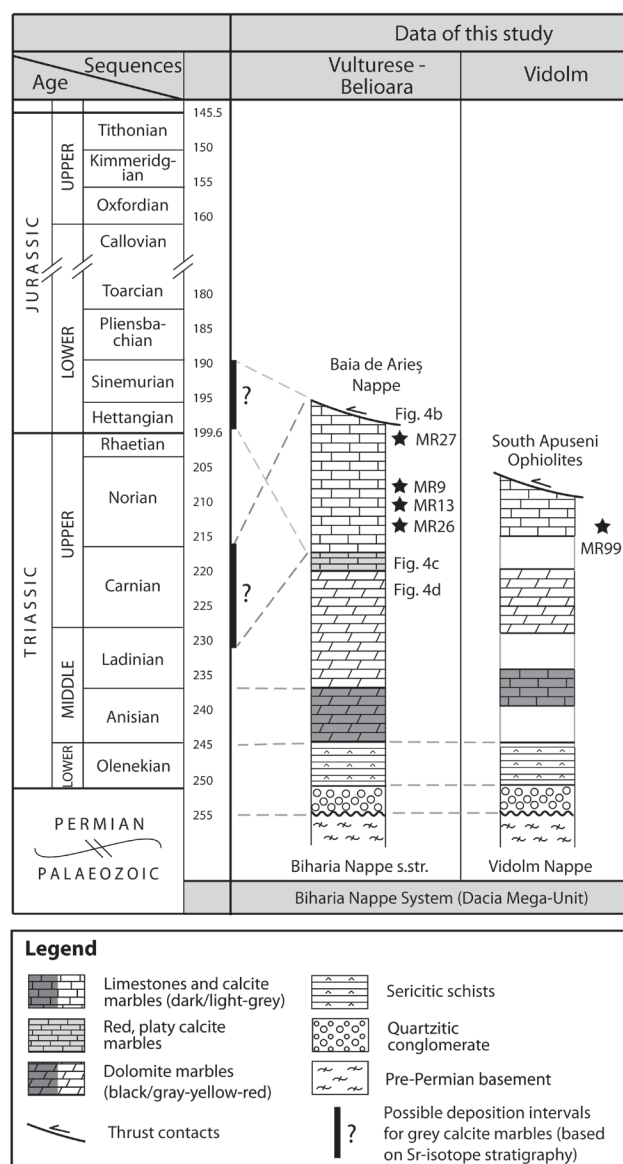 Data of this study
Sequences
Age
Vulturese -
Belioara
Vidolm
JURASSIC
UPPER
LOWER
Tithonian
Kimmeridg-
ian
Oxfordian
Callovian
Toarcian
Pliensba-
chian
Sinemurian
Hettangian
TRIASSIC
UPPER
MIDDLE
LOWER
Rhaetian
Norian
Carnian
Ladinian
Anisian
Olenekian
PERMIAN
PALAEOZOIC
145.5
150
155
160
180
185
190
195
199.6
205
210
215
220
225
230
235
240
245
250
255
?
?
Baia de Arieş
Nappe
Fig. 4b
MR27
MR9
MR13
MR26
Fig. 4c
Fig. 4d
South Apuseni
Ophiolites
MR99
Biharia Nappe s.str.
Vidolm Nappe
Biharia Nappe System (Dacia Mega-Unit)
Legend
Limestones and calcite
marbles (dark/light-grey)
Red, platy calcite
marbles
Dolomite marbles
(black/gray-yellow-red)
Thrust contacts
Sericitic schists
Quartzitic
conglomerate
Pre-Permian basement
?
Possible deposition intervals
for grey calcite marbles (based
on Sr-isotope stratigraphy)